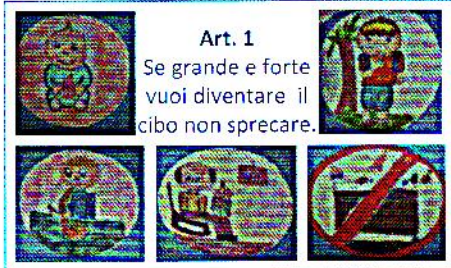 Art. 1
Se grande e forte
vuoi diventare il
cibo non sprecare.